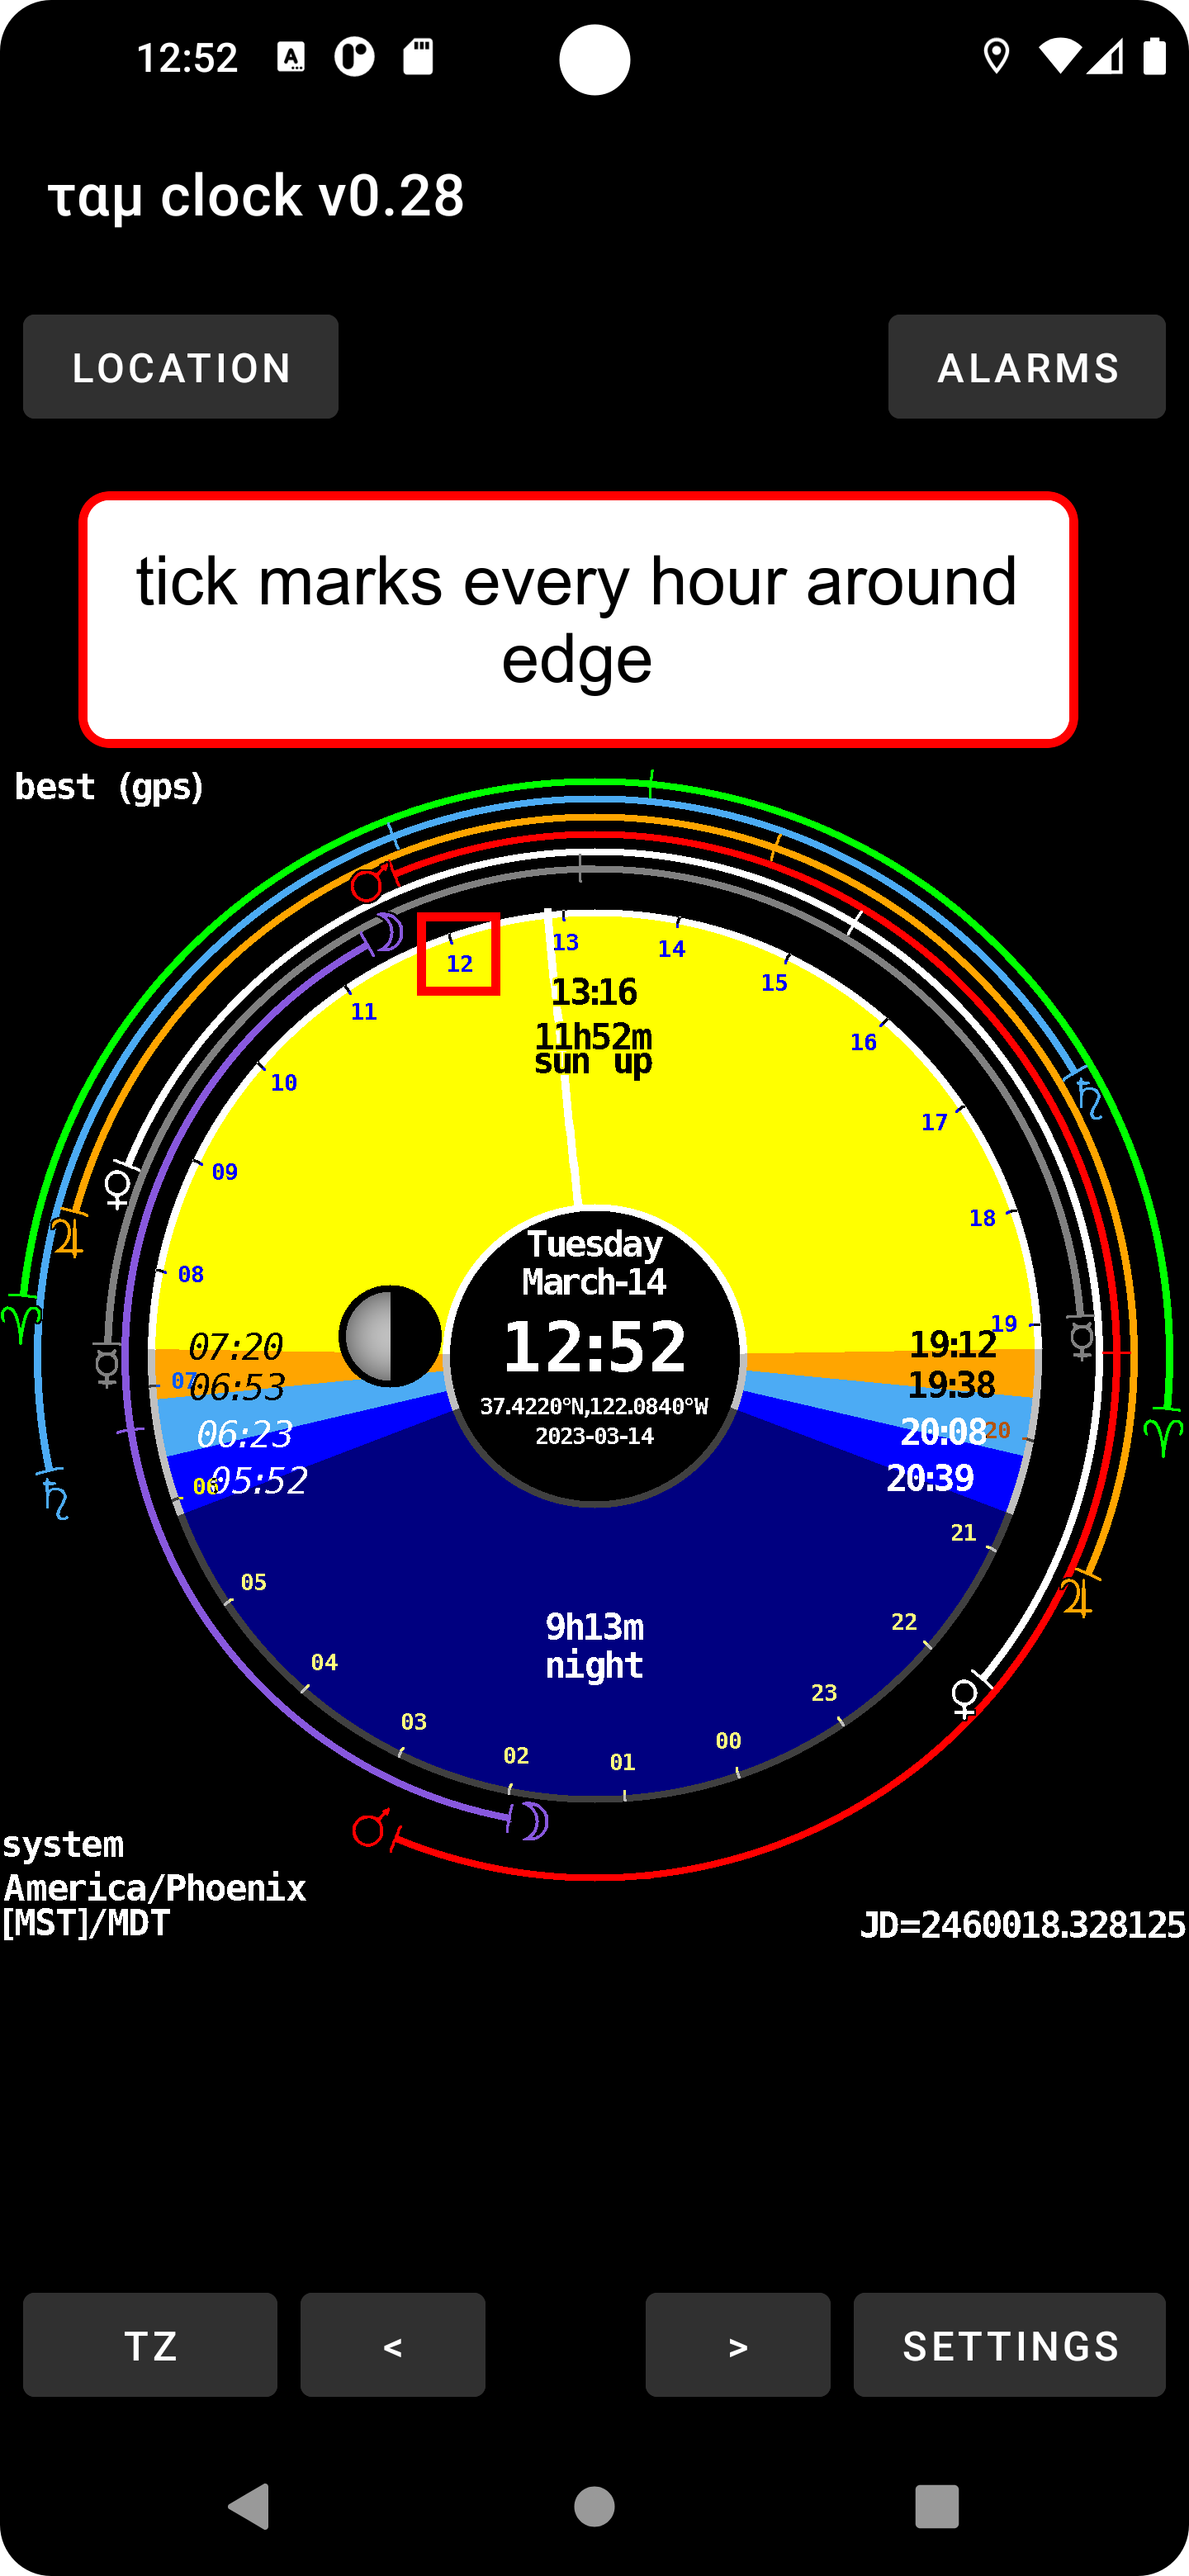 12:52
ταμ clock v0.28
LOCATION
ALARMS
tick marks every hour around
edge
best (gps)
12
13
14
11
15
13:16
10
16
11h52m
sun up
09
17
18
08
19
Tuesday
March-14
12:52
37.4220°N,122.0840°W
2023-03-14
07:20
07
06:53
06:23
06
05:52
19:12
19:38
20:08
20
20:39
21
05
22
04
23
03
00
02
01
9h13m
night
system
America/Phoenix
[MST]/MDT
JD=2460018.328125
TZ
<
>
SETTINGS